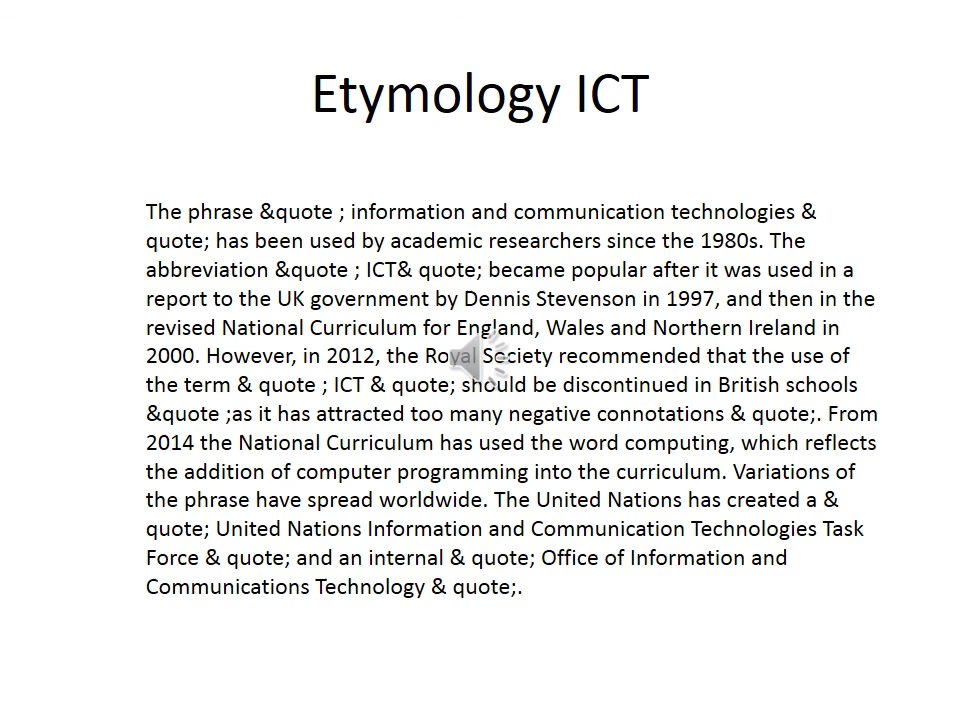 Etymology ICT
The phrase &quote ; information and communication technologies &
quote; has been used by academic researchers since the 1980s. The
abbreviation &quote ; ICT& quote; became popular after it was used in a
report to the UK government by Dennis Stevenson in 1997, and then in the
revised National Curriculum for England, Wales and Northern Ireland in
2000. However, in 2012, the Royal Society recommended that the use of
the term & quote ; ICT & quote; should be discontinued in British schools
&quote ;as it has attracted too many negative connotations & quote;. From
2014 the National Curriculum has used the word computing, which reflects
the addition of computer programming into the curriculum. Variations of
the phrase have spread worldwide. The United Nations has created a &
quote; United Nations Information and Communication Technologies Task
Force & quote; and an internal & quote; Office of Information and
Communications Technology & quote;.